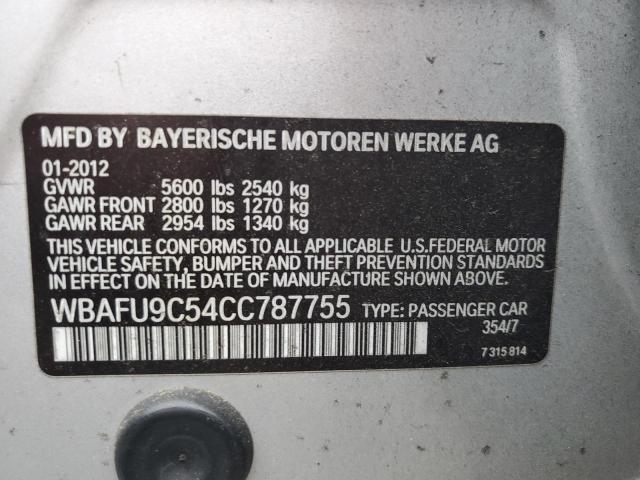 MFD BY BAYERISCHE MOTOREN WERKE AG
01-2012
GVWR 5600 lbs 2540 kg
GAWR FRONT 2800 lbs 1270 kg
GAWR REAR 2954 lbs 1340 kg
THIS VEHICLE CONFORMS TO ALL APPLICABLE U.S.FEDERAL MOTOR
VEHICLE SAFETY, BUMPER AND THEFT PREVENTION STANDARDS
IN EFFECT ON THE DATE OF MANUFACTURE SHOWN ABOVE.
WBAFU9C54CC787755 TYPE: PASSENGER CAR
354/7
7 315 814